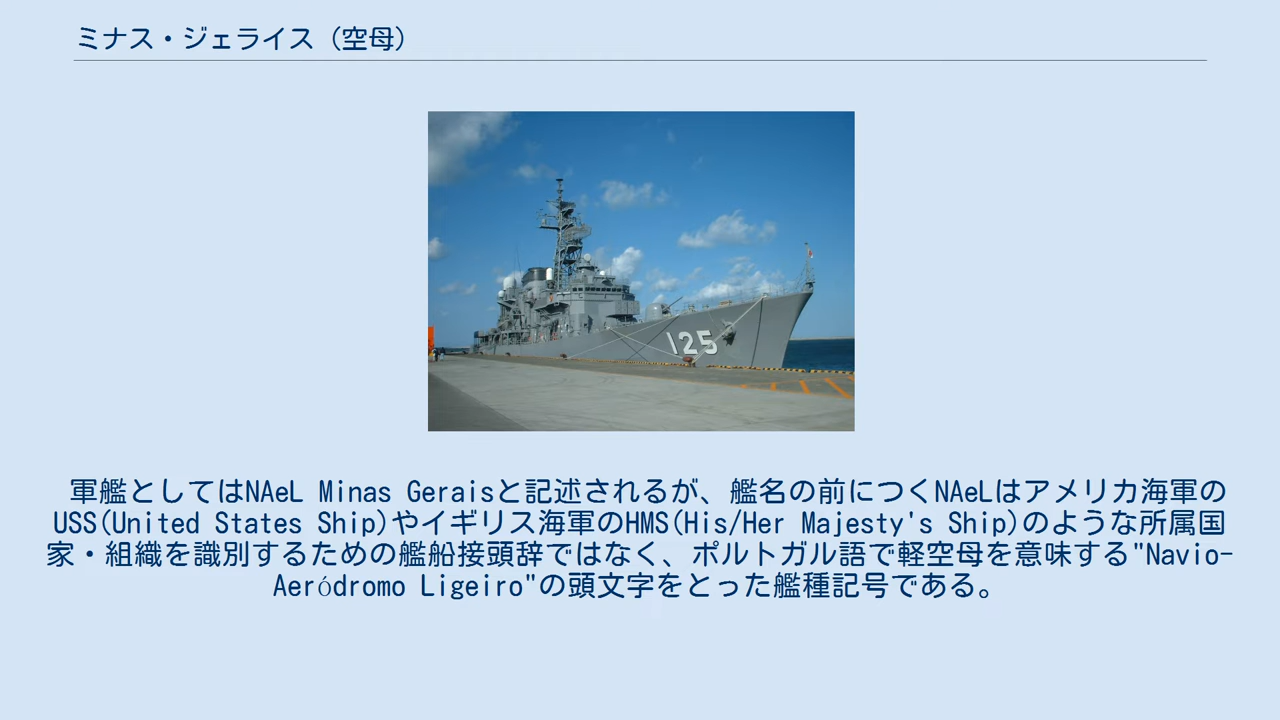 ミナス・ジェライス（空母）
125
軍艦としてはNAeL Minas Geraisと記述されるが、艦名の前につくNAeLはアメリカ海軍の
USS(United States Ship)やイギリス海軍のHMS(His/Her Majesty's Ship)のような所属国
家・組織を識別するための艦船接頭辞ではなく、ポルトガル語で軽空母を意味する"Navio-
Aeródromo Ligeiro"の頭文字をとった艦種記号である。